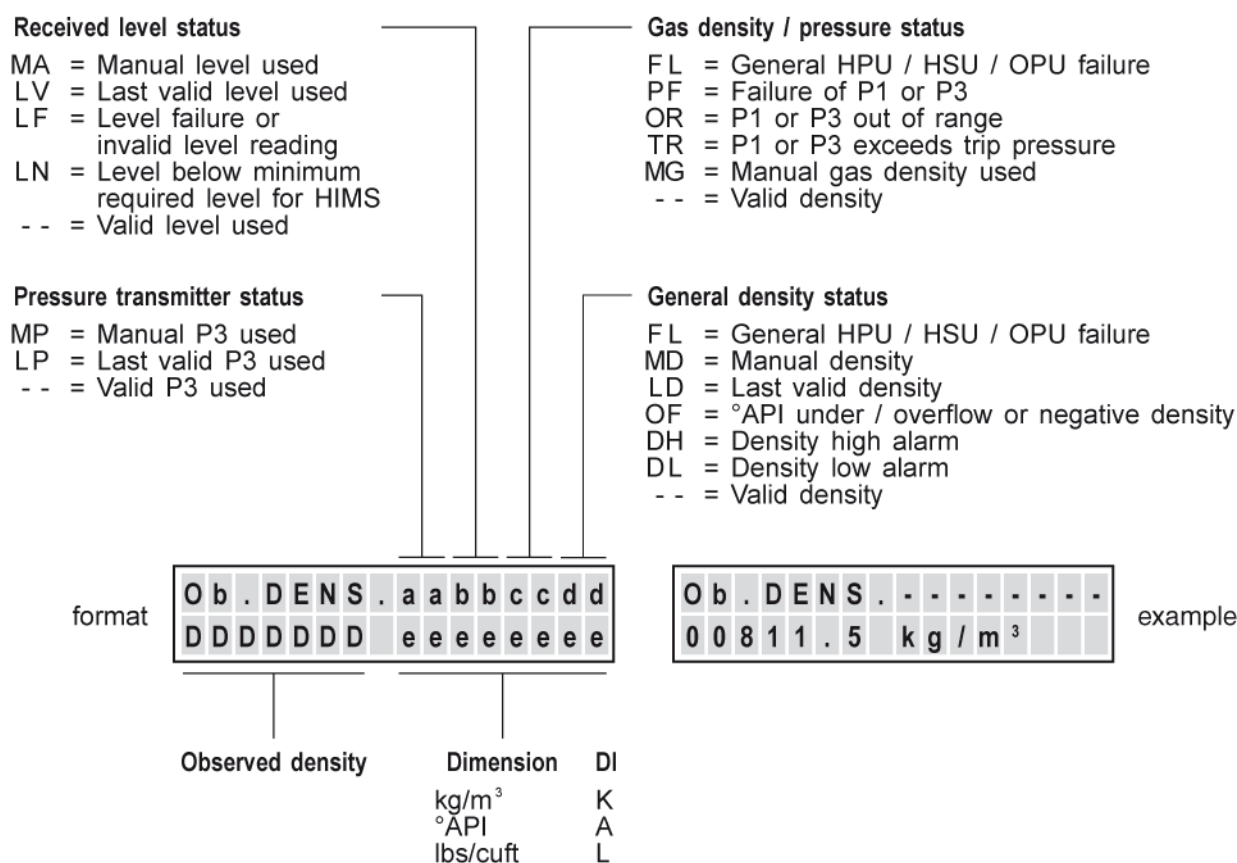 Received level status
MA = Manual level used
LV = Last valid level used
LF = Level failure or
invalid level reading
LN = Level below minimum
required level for HIMS
- - = Valid level used
Gas density / pressure status
FL = General HPU / HSU / OPU failure
PF = Failure of P1 or P3
OR = P1 or P3 out of range
TR = P1 or P3 exceeds trip pressure
MG = Manual gas density used
- - = Valid density
Pressure transmitter status
MP = Manual P3 used
LP = Last valid P3 used
- - = Valid P3 used
General density status
FL = General HPU / HSU / OPU failure
MD = Manual density
LD = Last valid density
OF = °API under / overflow or negative density
DH = Density high alarm
DL = Density low alarm
- - = Valid density
format
Ob.DENS.aabbccdd
DDDDDDD eeeeeeee
Ob.DENS.--------
00811.5 kg/m³
example
Observed density
Dimension DI
kg/m³ K
°API A
lbs/cuft L